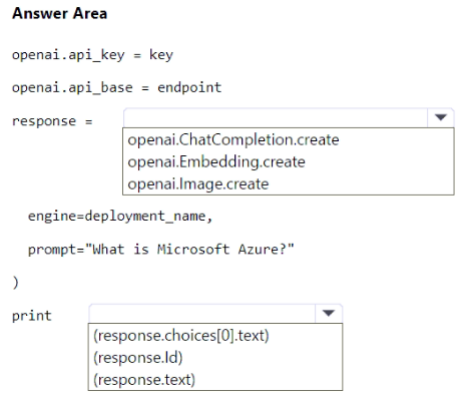 Answer Area
openai.api_key = key
openai.api_base = endpoint
response =
openai.ChatCompletion.create
openai.Embedding.create
openai.Image.create
engine=deployment_name,
prompt="What is Microsoft Azure?"
)
print
(response.choices[0].text)
(response.Id)
(response.text)